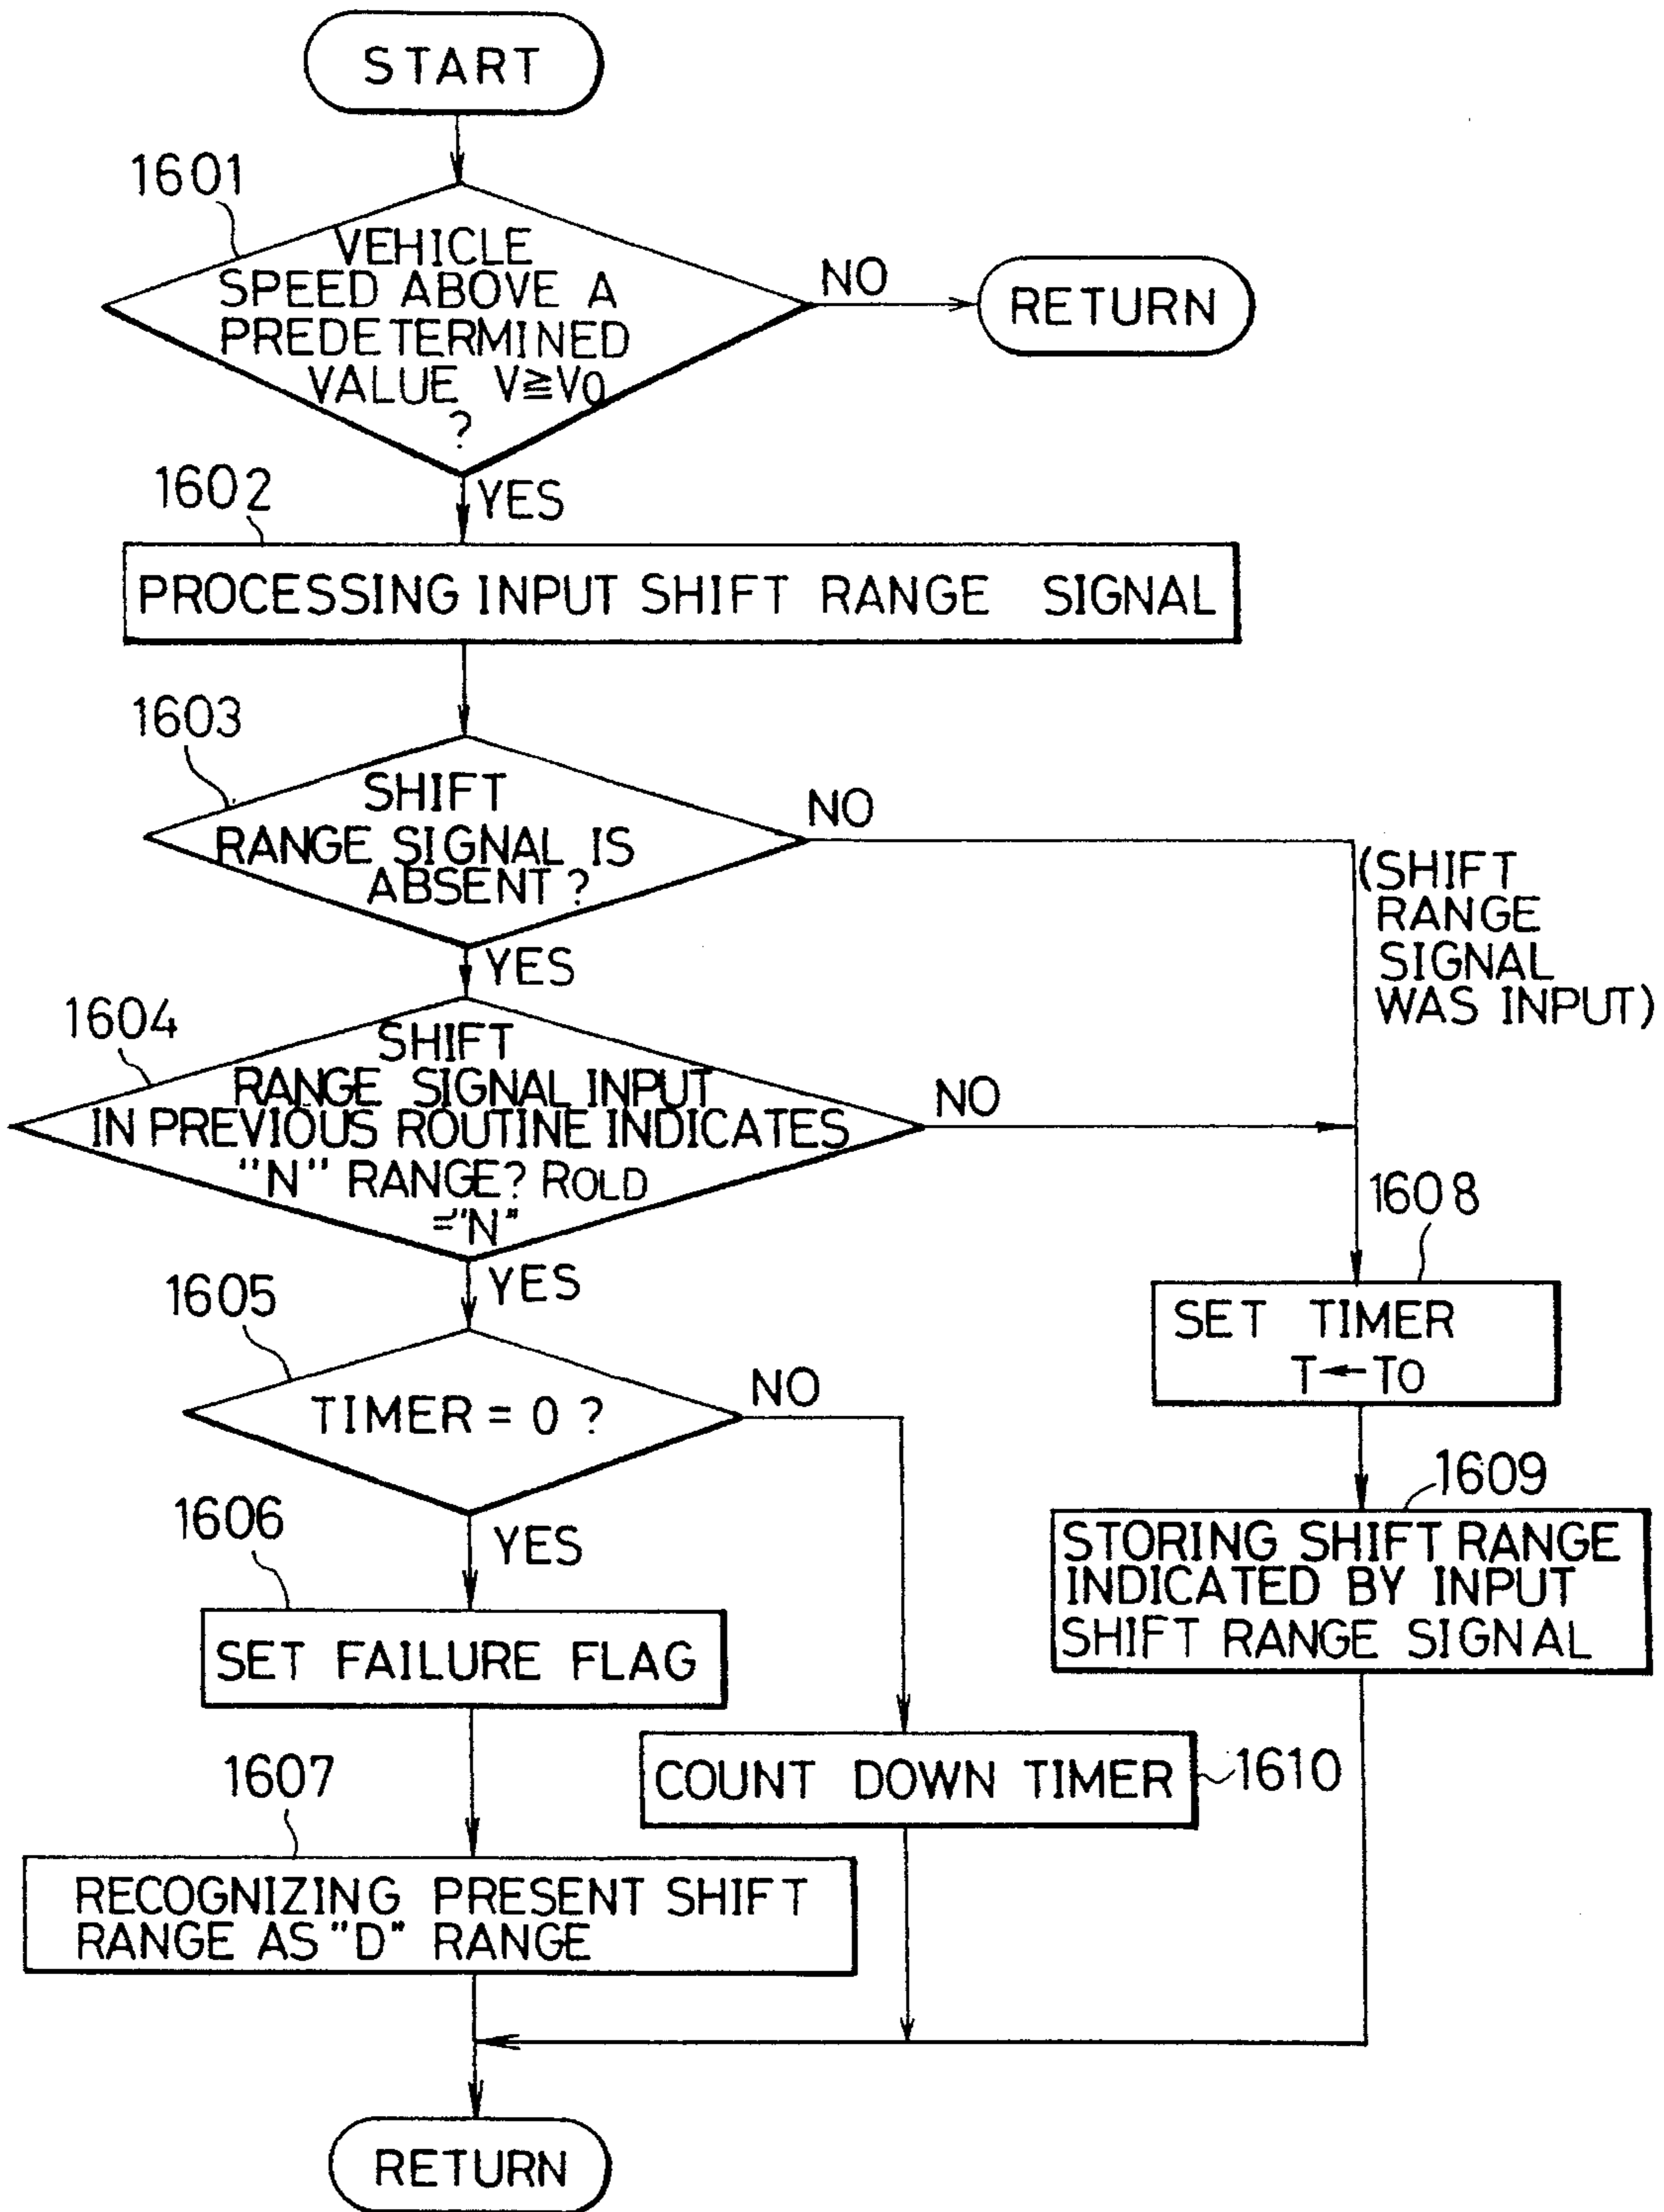 START
1601
VEHICLE
SPEED ABOVE A
PREDETERMINED
VALUE V≧V0
?
NO
RETURN
YES
1602
PROCESSING INPUT SHIFT RANGE SIGNAL
1603
SHIFT
RANGE SIGNAL IS
ABSENT?
NO
(SHIFT
RANGE
SIGNAL
WAS INPUT)
YES
1604
SHIFT
RANGE SIGNAL INPUT
IN PREVIOUS ROUTINE INDICATES
"N" RANGE? ROLD
="N"
NO
YES
1605
TIMER = 0 ?
NO
1608
SET TIMER
T←T0
YES
1606
SET FAILURE FLAG
1609
STORING SHIFT RANGE
INDICATED BY INPUT
SHIFT RANGE SIGNAL
COUNT DOWN TIMER
1610
1607
RECOGNIZING PRESENT SHIFT
RANGE AS "D" RANGE
RETURN